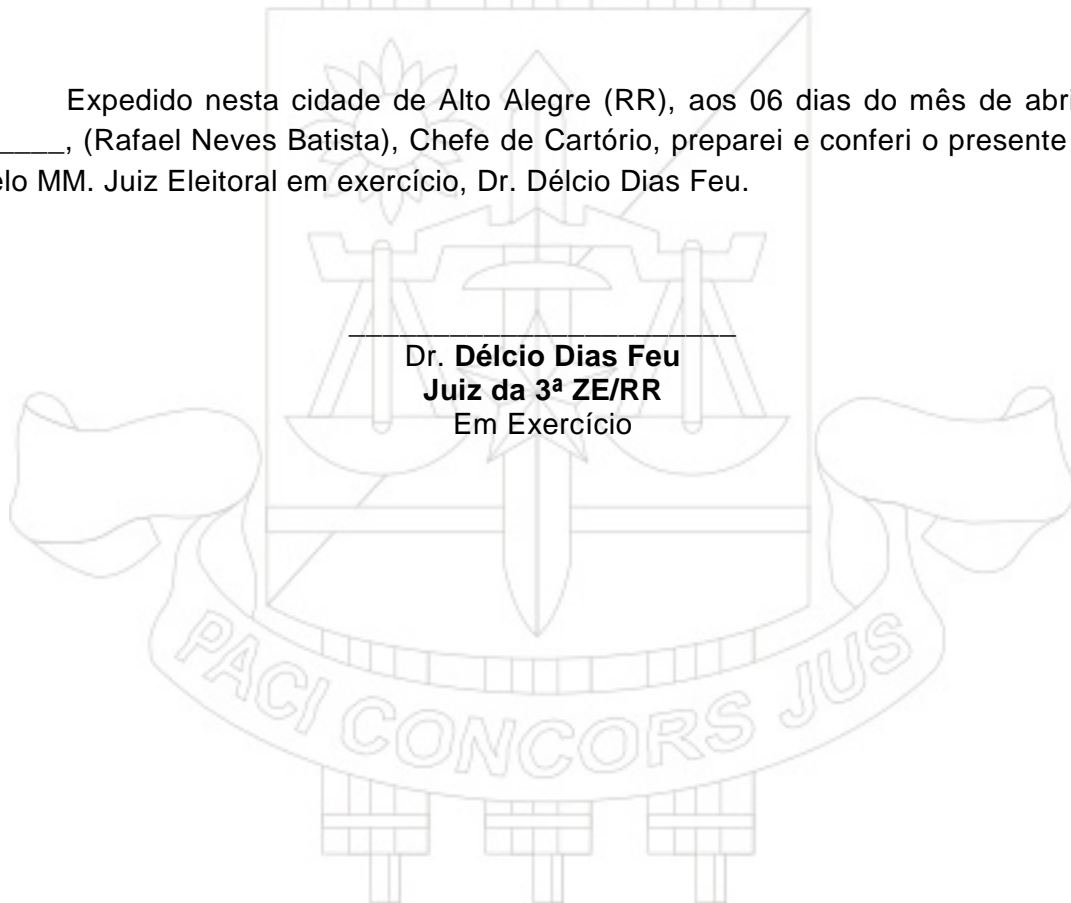 Expedido nesta cidade de Alto Alegre (RR), aos 06 dias do mês de abri
____, (Rafael Neves Batista), Chefe de Cartório, preparei e conferi o presente
elo MM. Juiz Eleitoral em exercício, Dr. Délcio Dias Feu.
_______________________
Dr. Délcio Dias Feu
Juiz da 3ª ZE/RR
Em Exercício
PACI CONCORS JUS